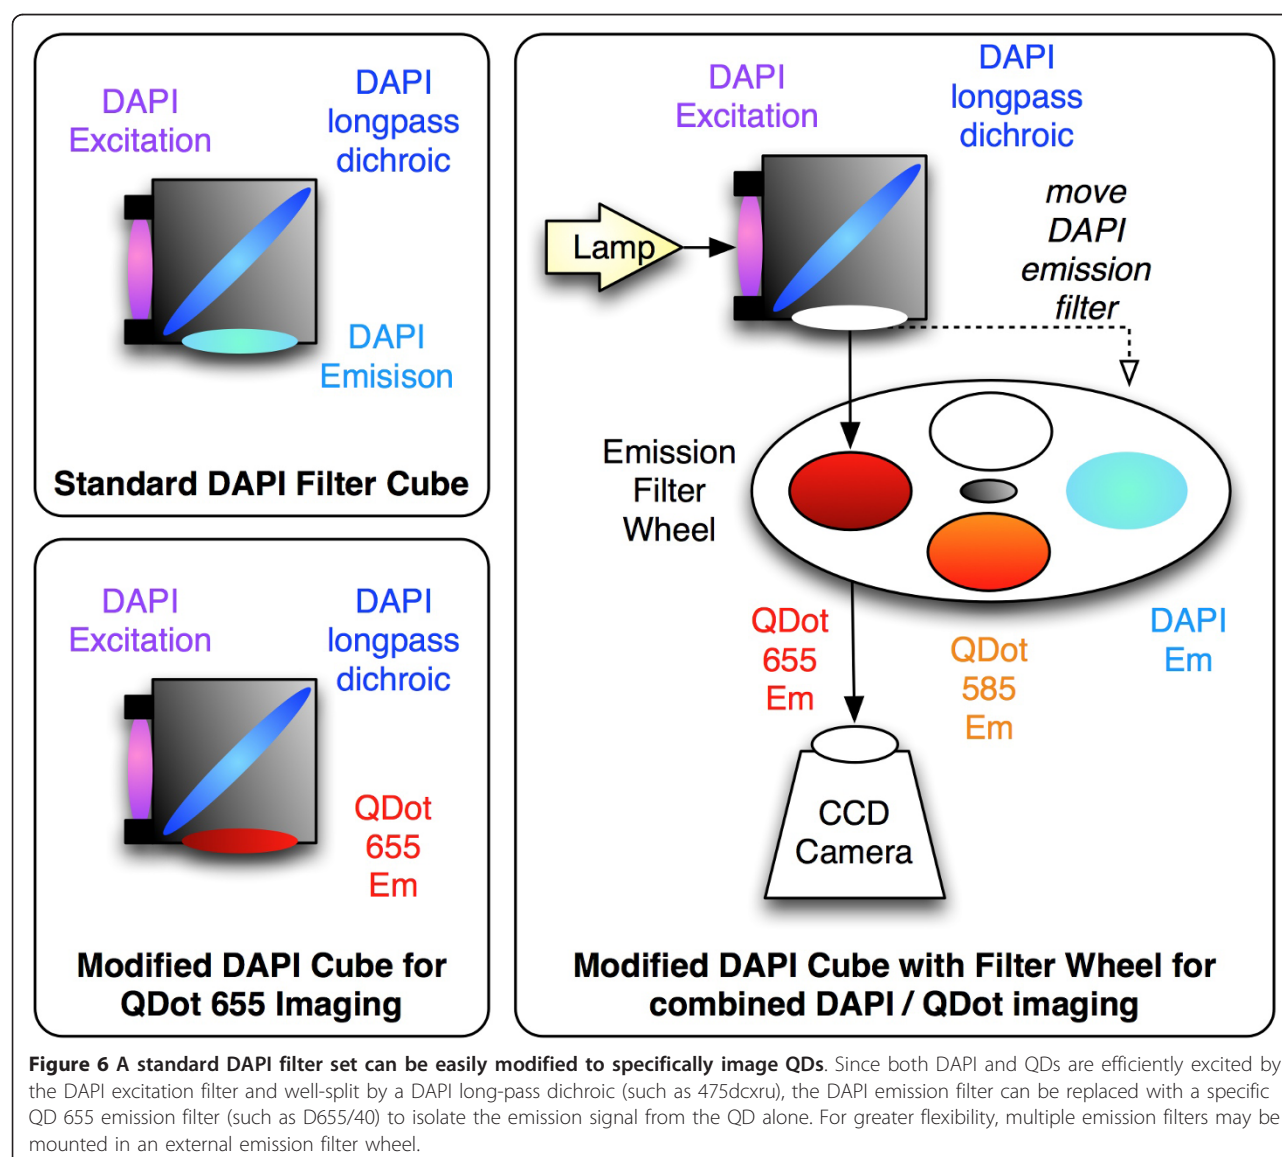 DAPI
Excitation
DAPI
longpass
dichroic
DAPI
Emisison
Standard DAPI Filter Cube
DAPI
Excitation
DAPI
longpass
dichroic
QDot
655
Em
Modified DAPI Cube for
QDot 655 Imaging
DAPI
Excitation
DAPI
longpass
dichroic
Lamp
move
DAPI
emission
filter
Emission
Filter
Wheel
QDot
655
Em
QDot
585
Em
DAPI
Em
CCD
Camera
Modified DAPI Cube with Filter Wheel for
combined DAPI / QDot imaging
Figure 6 A standard DAPI filter set can be easily modified to specifically image QDs. Since both DAPI and QDs are efficiently excited by
the DAPI excitation filter and well-split by a DAPI long-pass dichroic (such as 475dcxru), the DAPI emission filter can be replaced with a specific
QD 655 emission filter (such as D655/40) to isolate the emission signal from the QD alone. For greater flexibility, multiple emission filters may be
mounted in an external emission filter wheel.